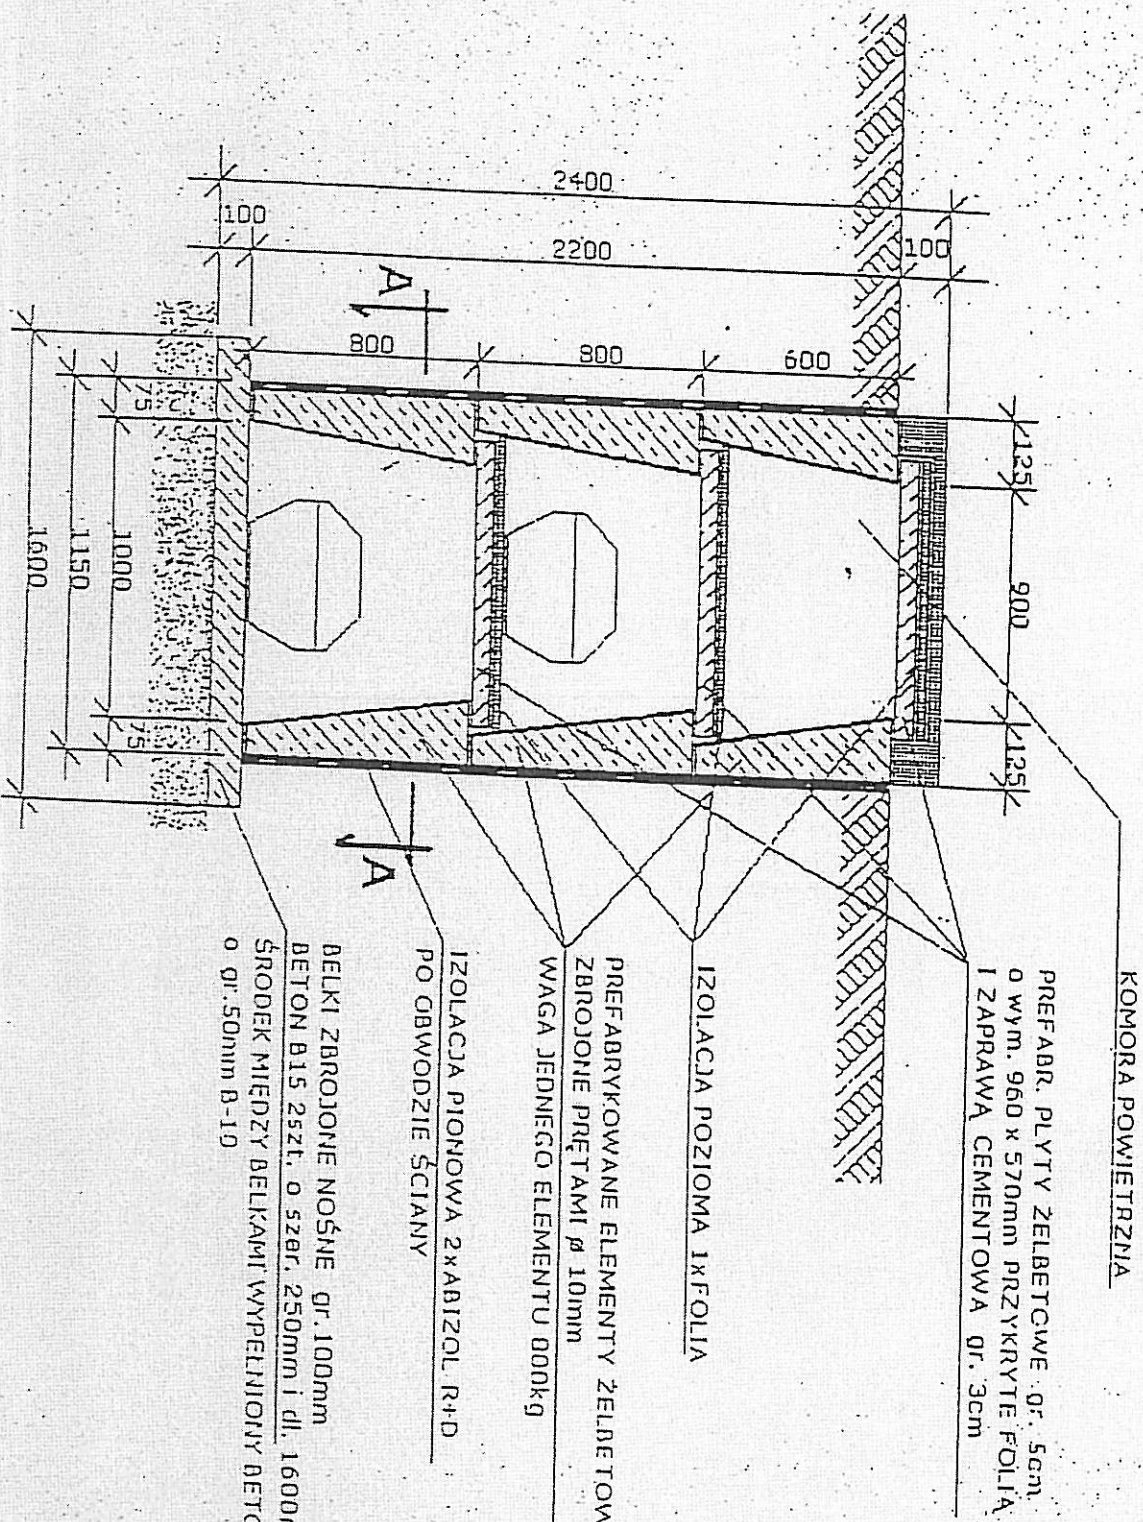 KOMORA POWIETRZNA
PREFABR. PŁYTY ŻELBETOWE gr. 5cm
o wym. 960 x 570mm PRZYKRYTE FOLIĄ
I ZAPRAWĄ CEMENTOWA gr. 3cm
IZOLACJA POZIOMA 1xFOLIA
PREFABRYKOWANE ELEMENTY ŻELBETOW
ZBROJONE PRĘTAMI ø 10mm
WAGA JEDNEGO ELEMENTU 800kg
IZOLACJA PIONOWA 2xABIZOL R+D
PO OBWODZIE ŚCIANY
BELKI ZBROJONE NOŚNE gr.100mm
BETON B15 2szt. o szer. 250mm i dł. 1600
ŚRODEK MIĘDZY BELKAMI WYPEŁNIONY BETO
o gr.50mm B-10
2400
100
2200
100
A
800
800
600
125
900
125
75
1000
75
1150
1600
A